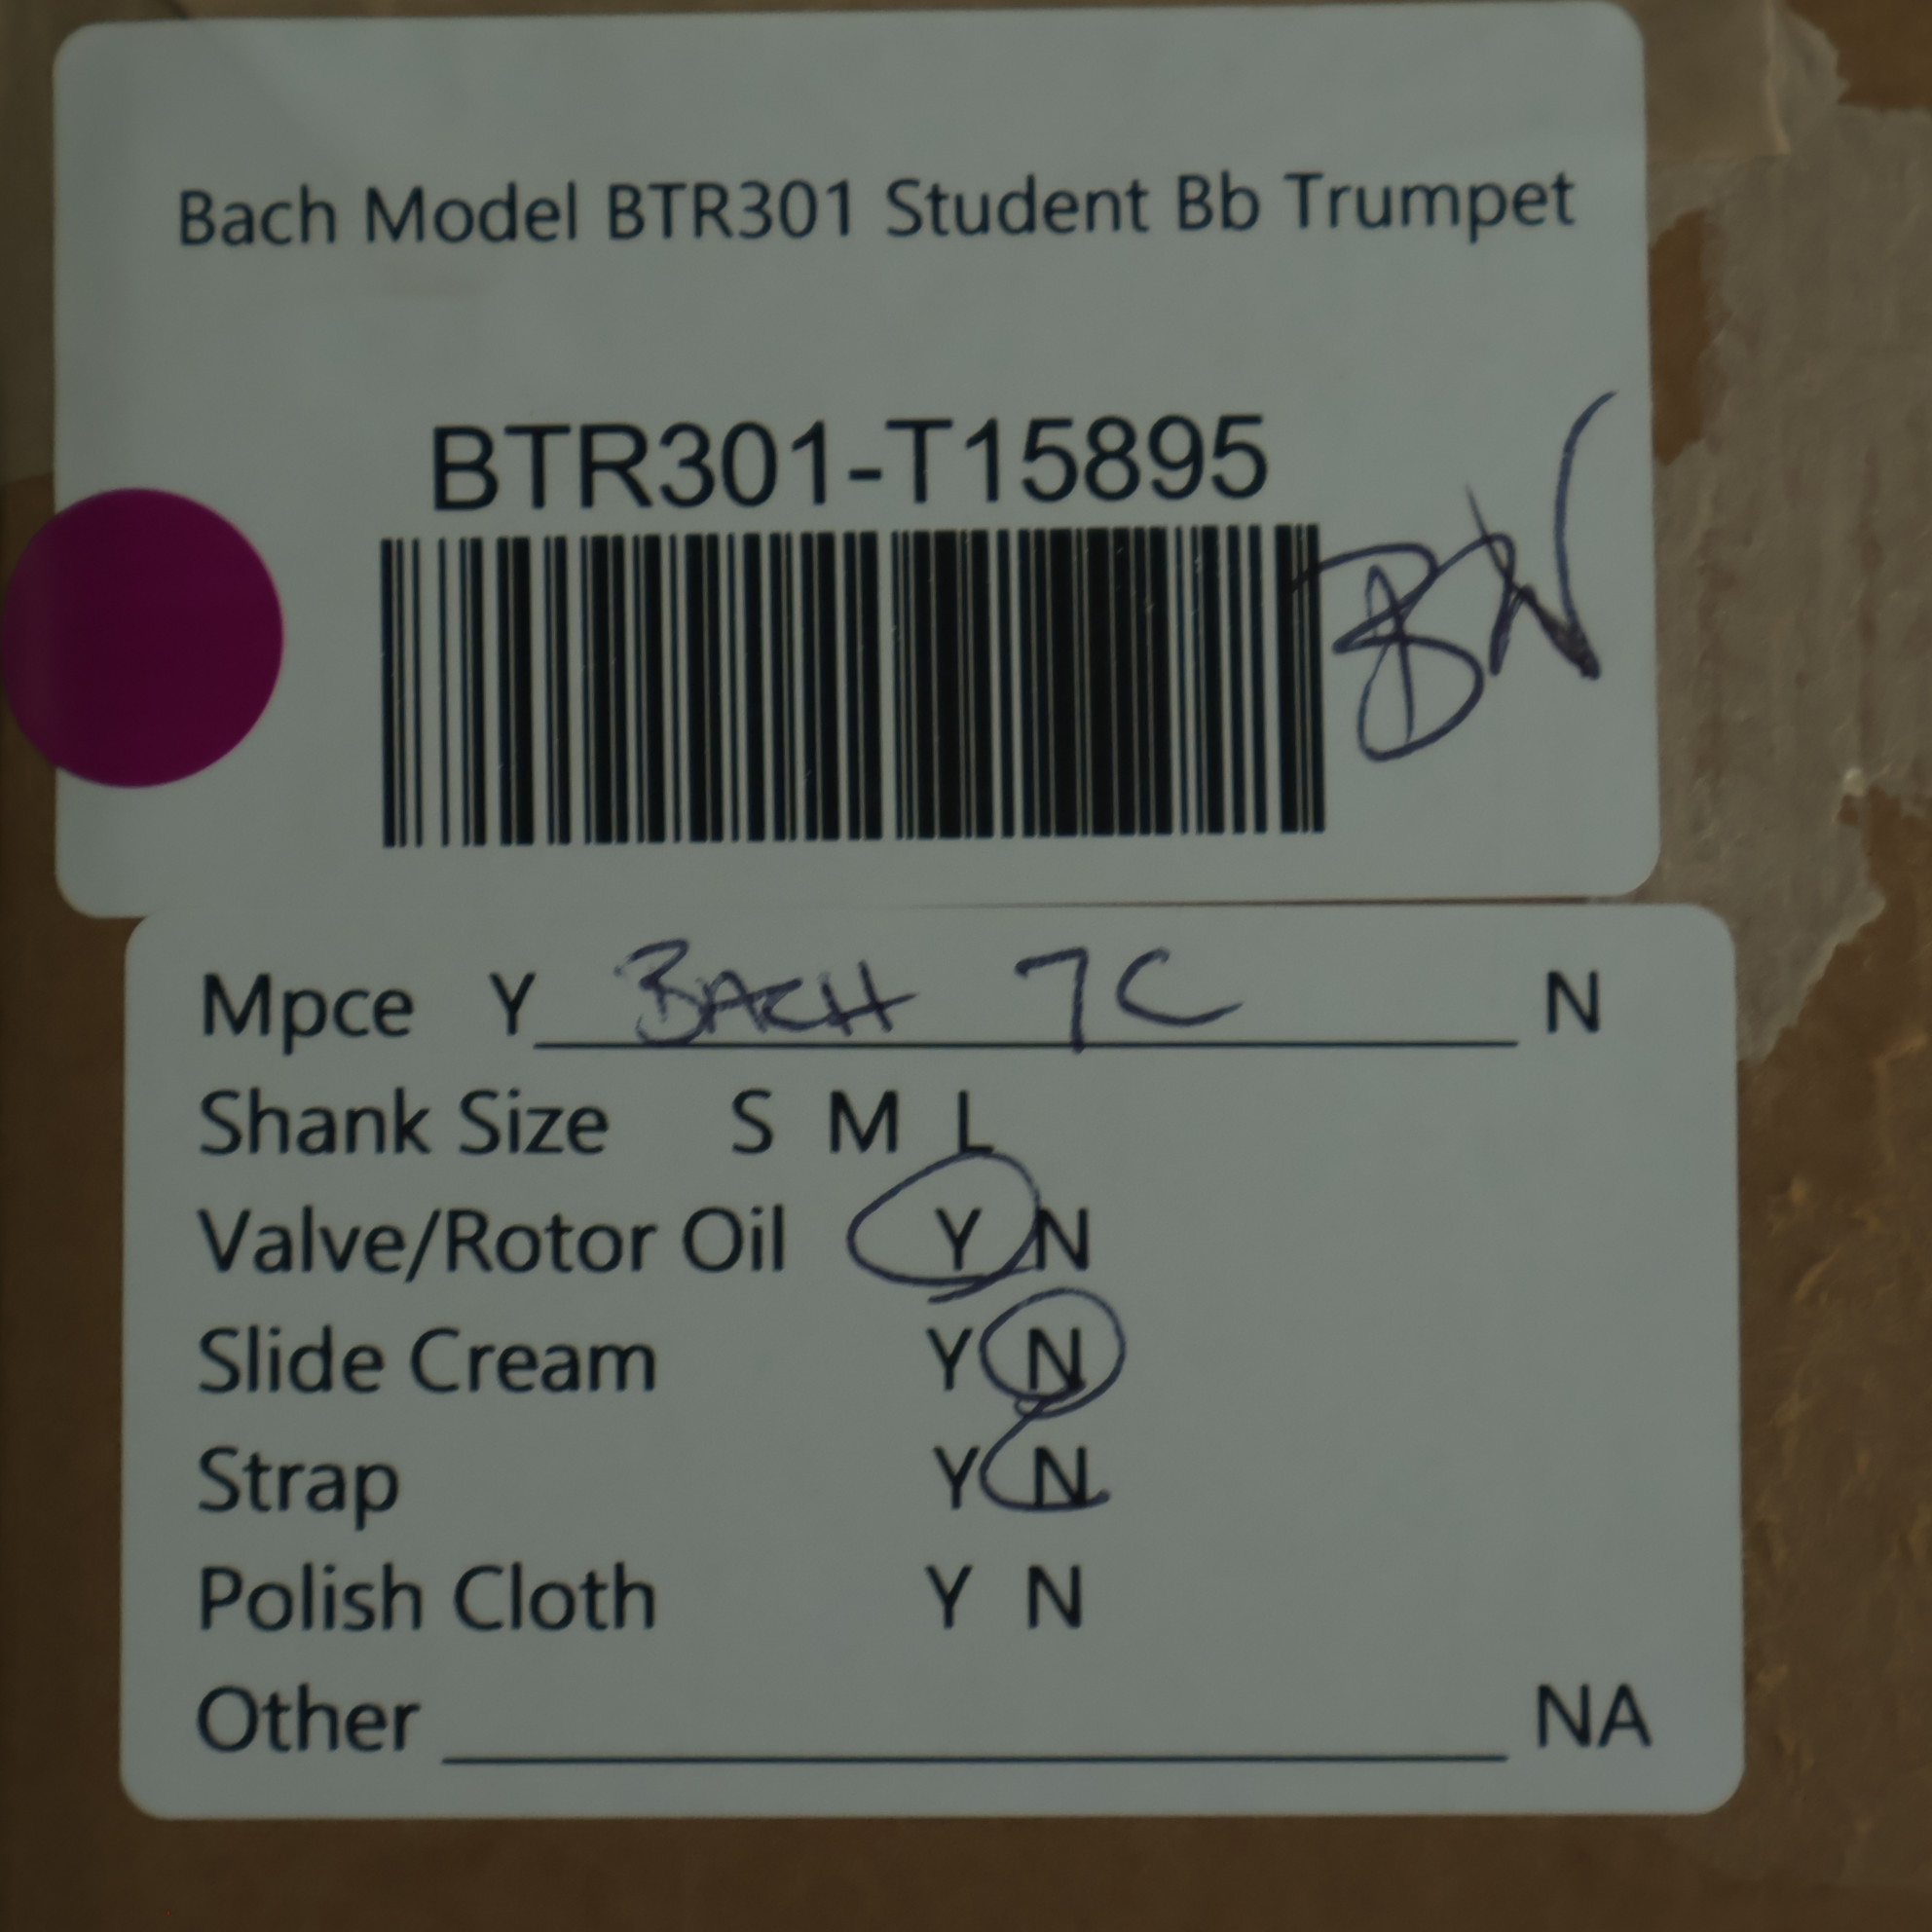 Bach Model BTR301 Student Bb Trumpet
BTR301-T15895
BN
Mpce Y BACH 7C N
Shank Size S M L
Valve/Rotor Oil Y N
Slide Cream Y N
Strap Y N
Polish Cloth Y N
Other NA